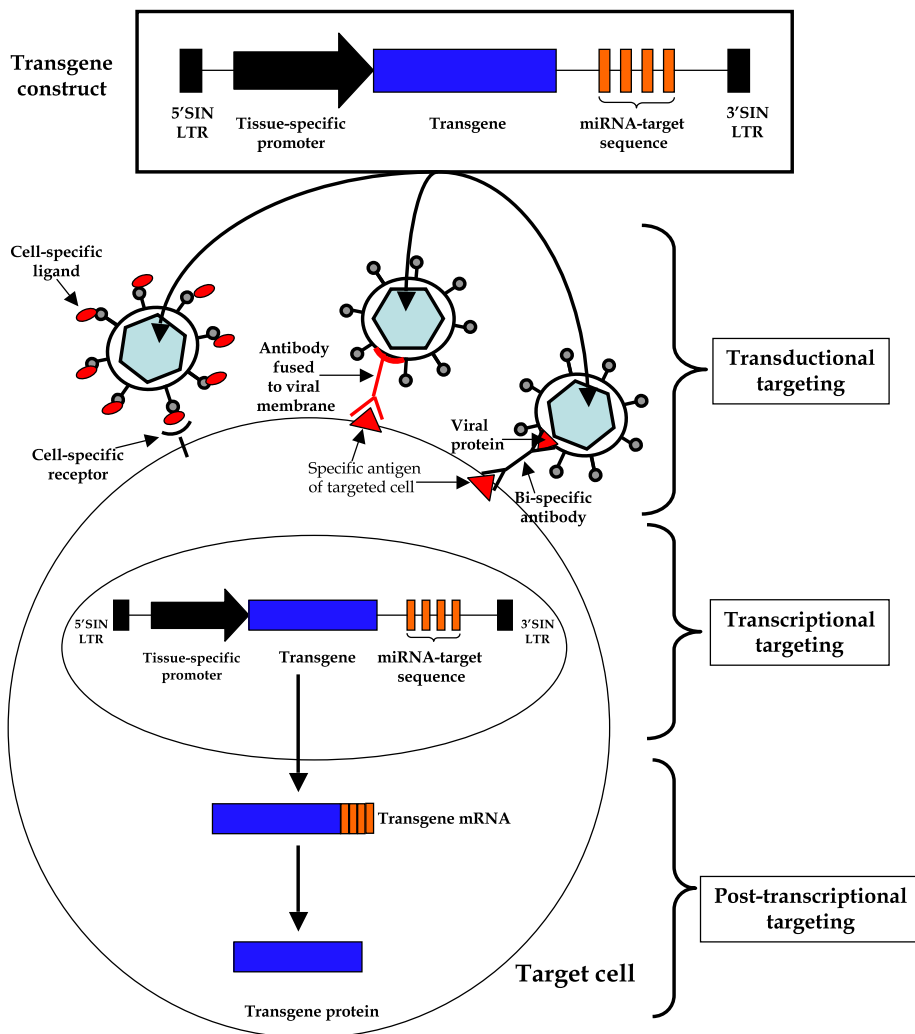 Transgene
construct
5'SIN
LTR
Tissue-specific
promoter
Transgene
miRNA-target
sequence
3'SIN
LTR
Cell-specific
ligand
Antibody
fused
to viral
membrane
Transductional
targeting
Viral
protein
Cell-specific
receptor
Specific antigen
of targeted cell
Bi-specific
antibody
5'SIN
LTR
Tissue-specific
promoter
Transgene
miRNA-target
sequence
3'SIN
LTR
Transcriptional
targeting
Transgene mRNA
Post-transcriptional
targeting
Target cell
Transgene protein